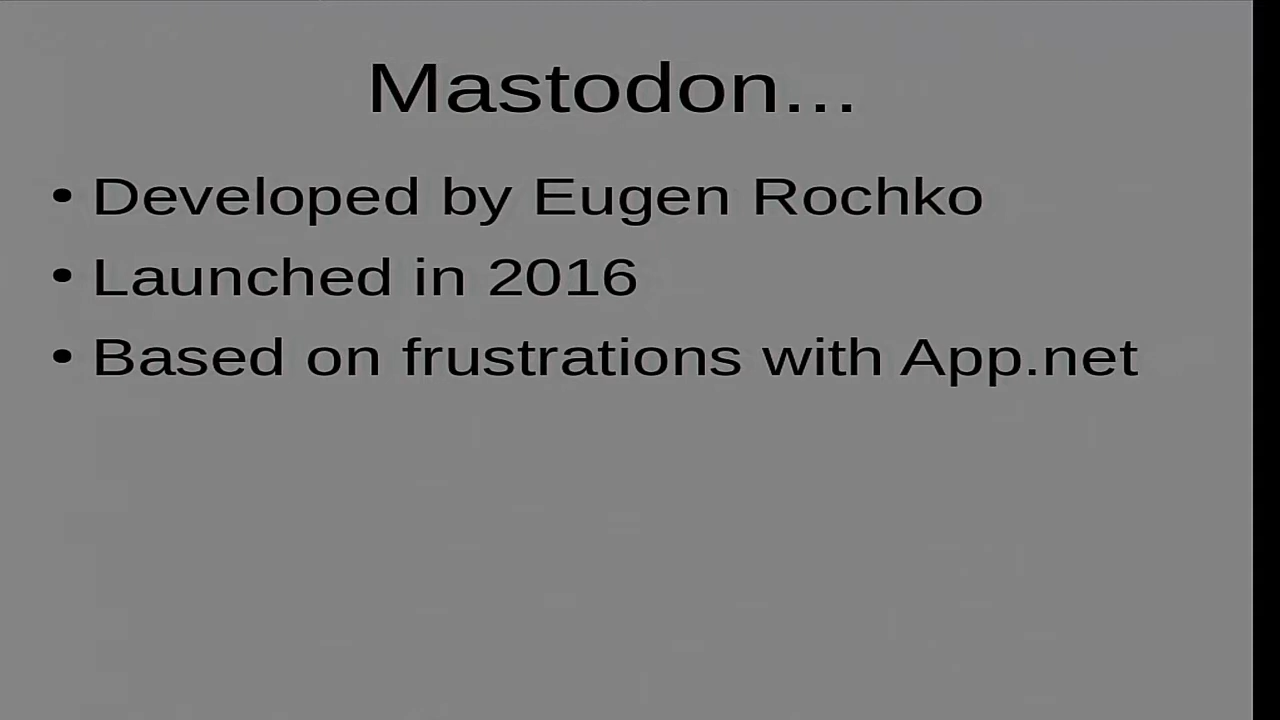 Mastodon...
• Developed by Eugen Rochko
• Launched in 2016
• Based on frustrations with App.net